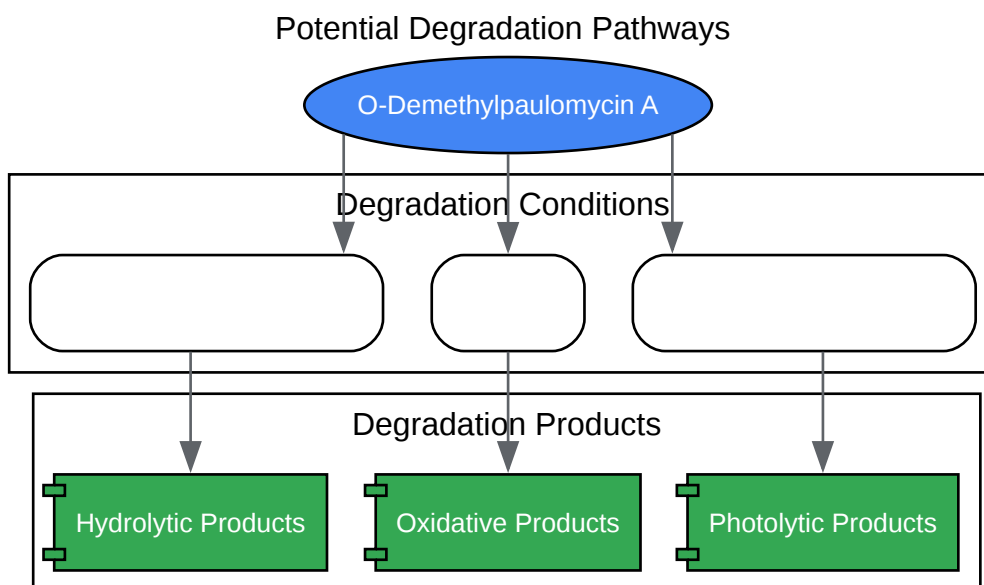 Potential Degradation Pathways
O-Demethylpaulomycin A
Degradation Conditions
Degradation Products
Hydrolytic Products
Oxidative Products
Photolytic Products